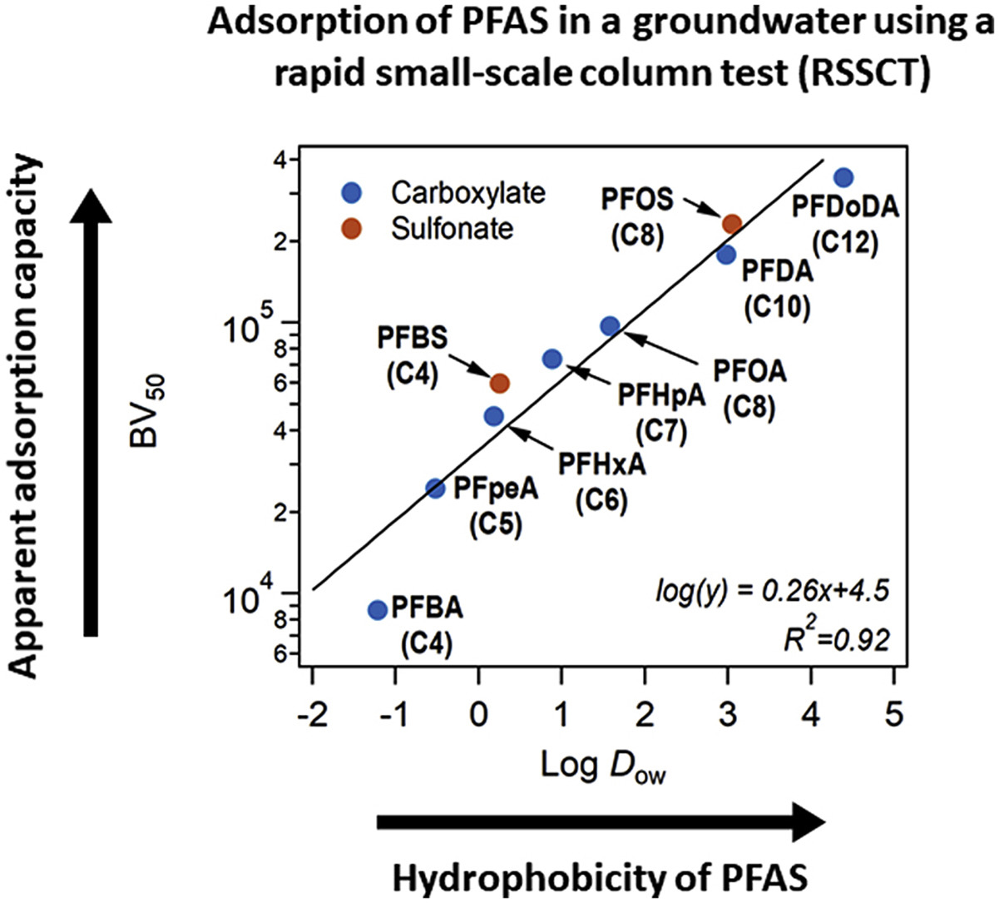 Adsorption of PFAS in a groundwater using a
rapid small-scale column test (RSSCT)
Apparent adsorption capacity
BV50
4
2
10^5
8
6
4
2
10^4
8
6
Carboxylate
Sulfonate
PFOS
(C8)
PFDoDA
(C12)
PFDA
(C10)
PFBS
(C4)
PFOA
(C8)
PFHpA
(C7)
PFHxA
(C6)
PFpeA
(C5)
PFBA
(C4)
log(y) = 0.26x+4.5
R^2=0.92
-2 -1 0 1 2 3 4 5
Log Dow
Hydrophobicity of PFAS